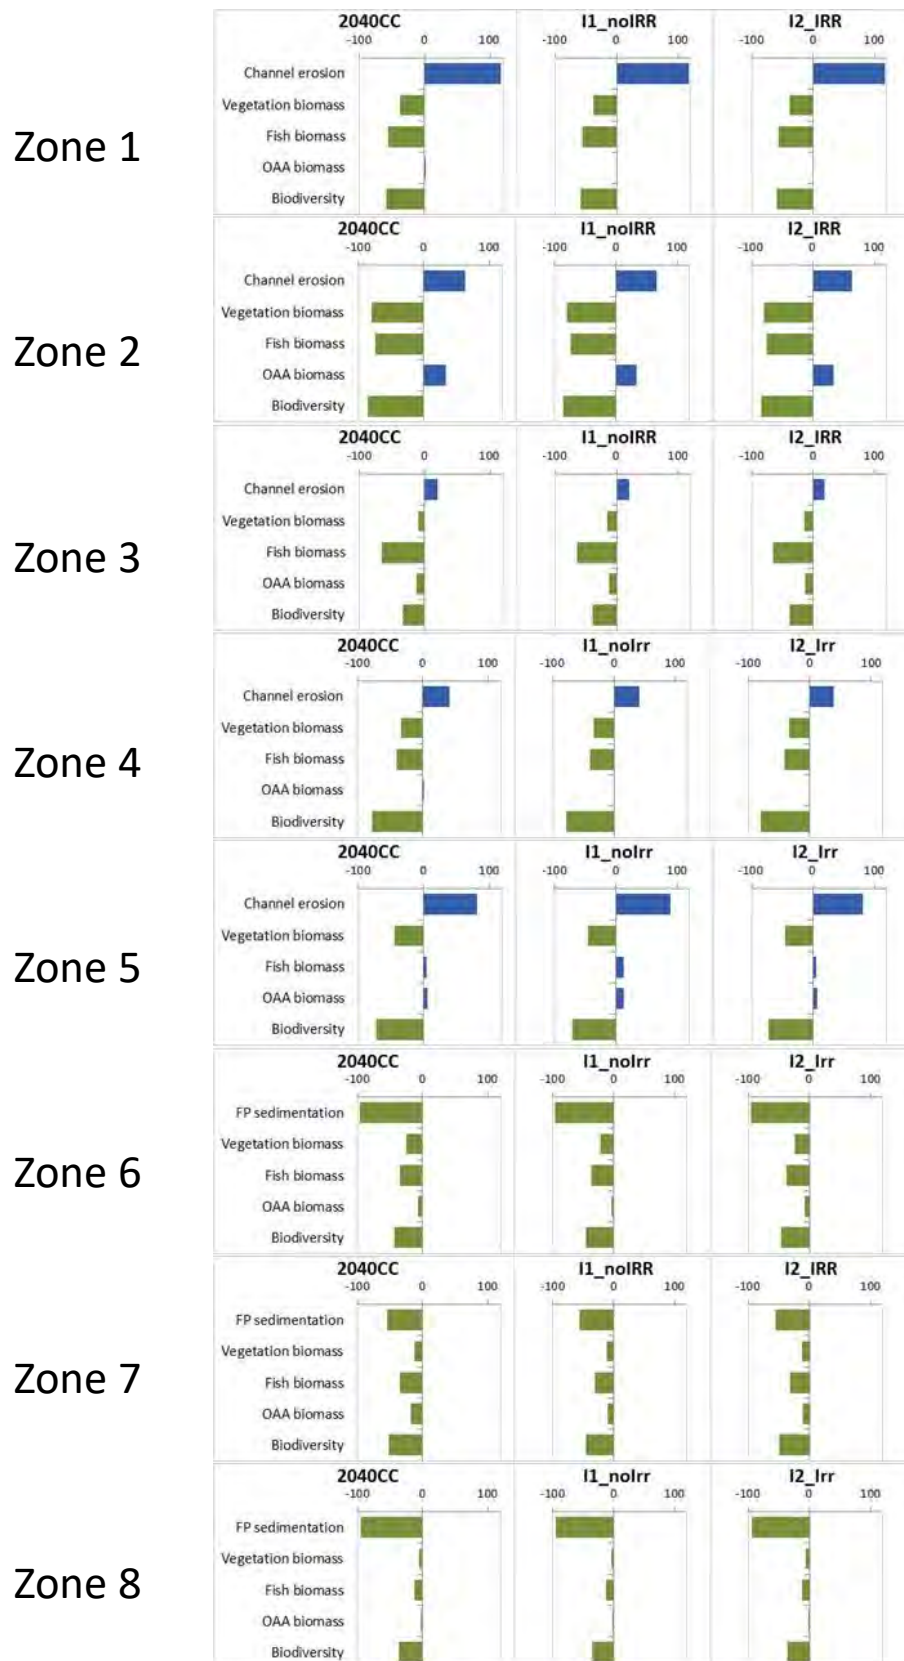 2040CC I1_noIRR I2_IRR
-100 0 100 -100 0 100 -100 0 100
Zone 1
Channel erosion
Vegetation biomass
Fish biomass
OAA biomass
Biodiversity
2040CC I1_noIRR I2_IRR
-100 0 100 -100 0 100 -100 0 100
Zone 2
Channel erosion
Vegetation biomass
Fish biomass
OAA biomass
Biodiversity
2040CC I1_noIRR I2_IRR
-100 0 100 -100 0 100 -100 0 100
Zone 3
Channel erosion
Vegetation biomass
Fish biomass
OAA biomass
Biodiversity
2040CC I1_noIrr I2_Irr
-100 0 100 -100 0 100 -100 0 100
Zone 4
Channel erosion
Vegetation biomass
Fish biomass
OAA biomass
Biodiversity
2040CC I1_noIrr I2_Irr
-100 0 100 -100 0 100 -100 0 100
Zone 5
Channel erosion
Vegetation biomass
Fish biomass
OAA biomass
Biodiversity
2040CC I1_noIrr I2_Irr
-100 0 100 -100 0 100 -100 0 100
Zone 6
FP sedimentation
Vegetation biomass
Fish biomass
OAA biomass
Biodiversity
2040CC I1_noIRR I2_IRR
-100 0 100 -100 0 100 -100 0 100
Zone 7
FP sedimentation
Vegetation biomass
Fish biomass
OAA biomass
Biodiversity
2040CC I1_noIrr I2_Irr
-100 0 100 -100 0 100 -100 0 100
Zone 8
FP sedimentation
Vegetation biomass
Fish biomass
OAA biomass
Biodiversity